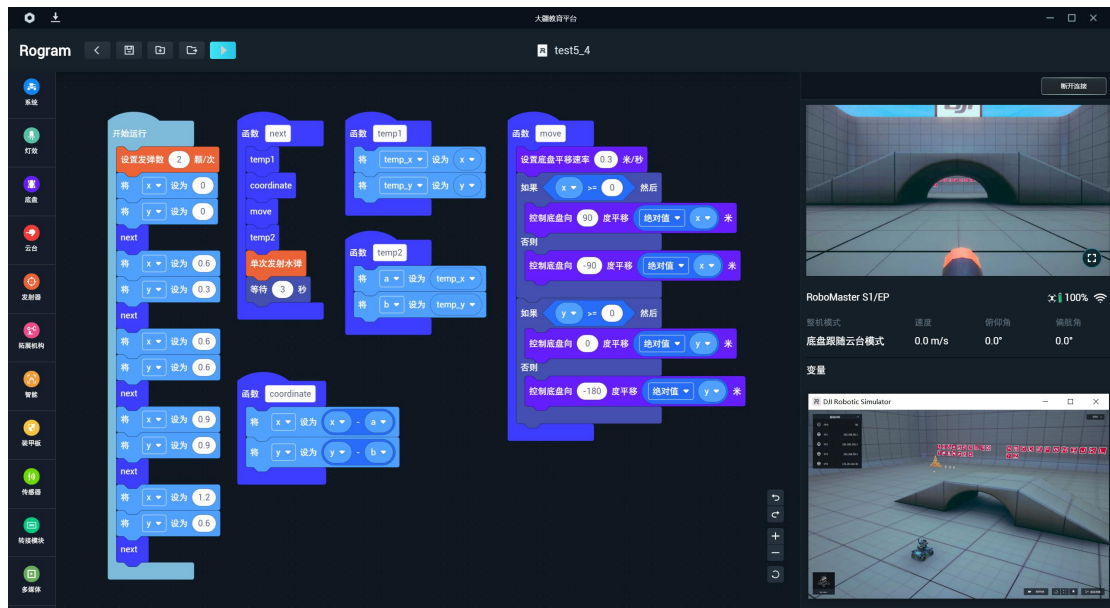 大疆教育平台
Rogram
test5_4
系统
灯效
底盘
云台
发射器
拓展机构
智能
装甲板
传感器
转接模块
多媒体
开始运行
设置发弹数 2 颗/次
将 x 设为 0
将 y 设为 0
next
将 x 设为 0.6
将 y 设为 0.3
next
将 x 设为 0.6
将 y 设为 0.6
next
将 x 设为 0.9
将 y 设为 0.9
next
将 x 设为 1.2
将 y 设为 0.6
next
函数 next
temp1
coordinate
move
temp2
单次发射水弹
等待 3 秒
函数 coordinate
将 x 设为 x - a
将 y 设为 y - b
函数 temp1
将 temp_x 设为 x
将 temp_y 设为 y
函数 temp2
将 a 设为 temp_x
将 b 设为 temp_y
函数 move
设置底盘平移速率 0.3 米/秒
如果 x >= 0 然后
控制底盘向 90 度平移 绝对值 x 米
否则
控制底盘向 -90 度平移 绝对值 x 米
如果 y >= 0 然后
控制底盘向 0 度平移 绝对值 y 米
否则
控制底盘向 -180 度平移 绝对值 y 米
断开连接
RoboMaster S1/EP
100%
整机模式 速度 俯仰角 偏航角
底盘跟随云台模式 0.0 m/s 0.0° 0.0°
变量
DJI Robotic Simulator